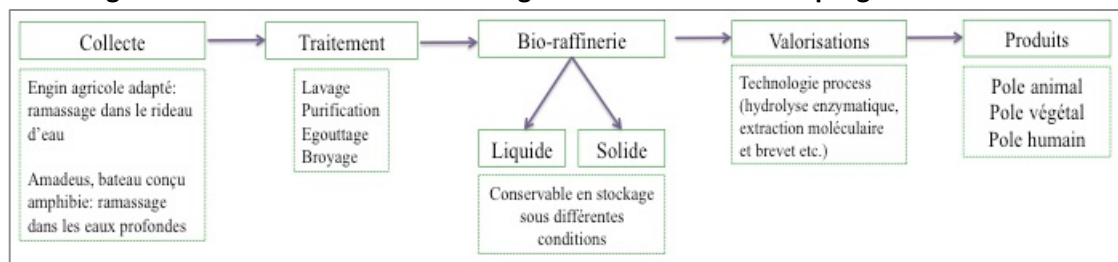 Collecte
Traitement
Bio-raffinerie
Valorisations
Produits
Engin agricole adapté:
ramassage dans le rideau
d'eau
Amadeus, bateau conçu
amphibie: ramassage
dans les eaux profondes
Lavage
Purification
Egouttage
Broyage
Liquide
Solide
Conservable en stockage
sous différentes
conditions
Technologie process
(hydrolyse enzymatique,
extraction moléculaire
et brevet etc.)
Pole animal
Pole végétal
Pole humain